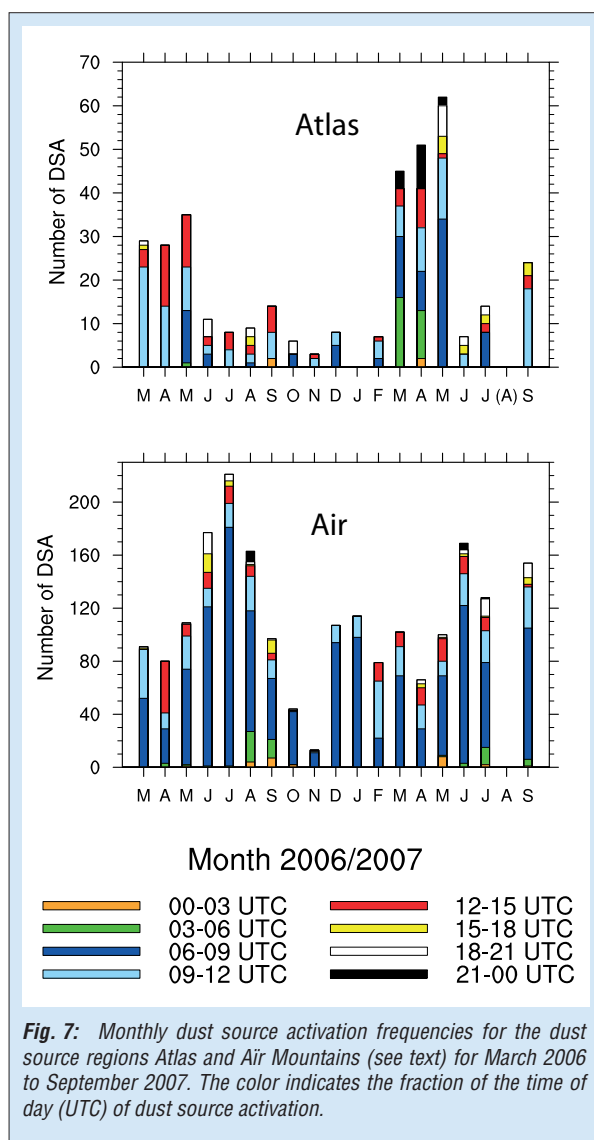 70
60
50
40
30
20
10
0
Number of DSA
Atlas
M A M J J A S O N D J F M A M J J (A) S
200
160
120
80
40
0
Number of DSA
Air
M A M J J A S O N D J F M A M J J A S
Month 2006/2007
00-03 UTC
03-06 UTC
06-09 UTC
09-12 UTC
12-15 UTC
15-18 UTC
18-21 UTC
21-00 UTC
Fig. 7: Monthly dust source activation frequencies for the dust
source regions Atlas and Aïr Mountains (see text) for March 2006
to September 2007. The color indicates the fraction of the time of
day (UTC) of dust source activation.